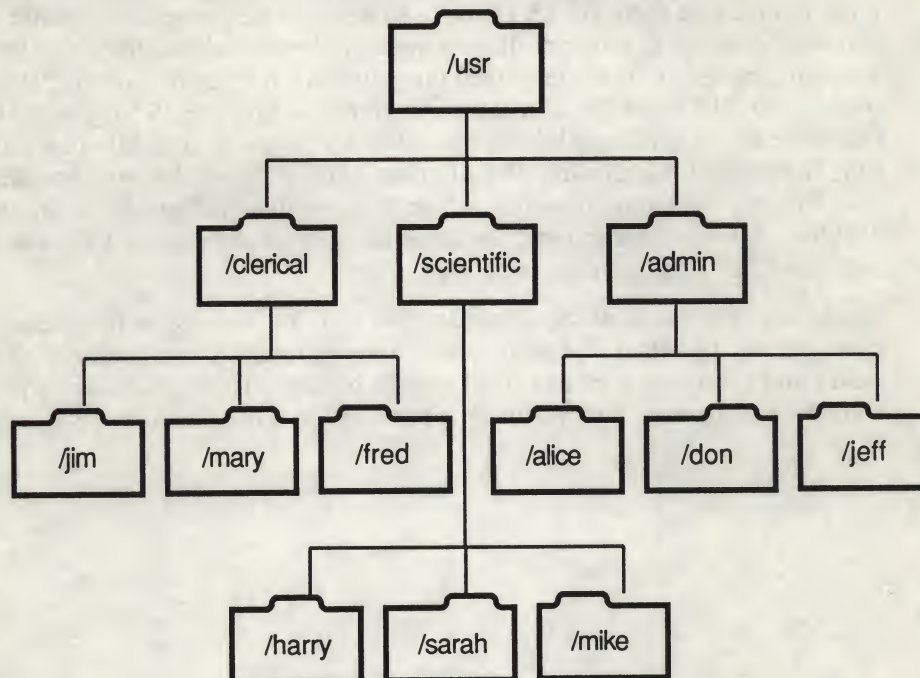 /usr
/clerical
/scientific
/admin
/jim
/mary
/fred
/alice
/don
/jeff
/harry
/sarah
/mike